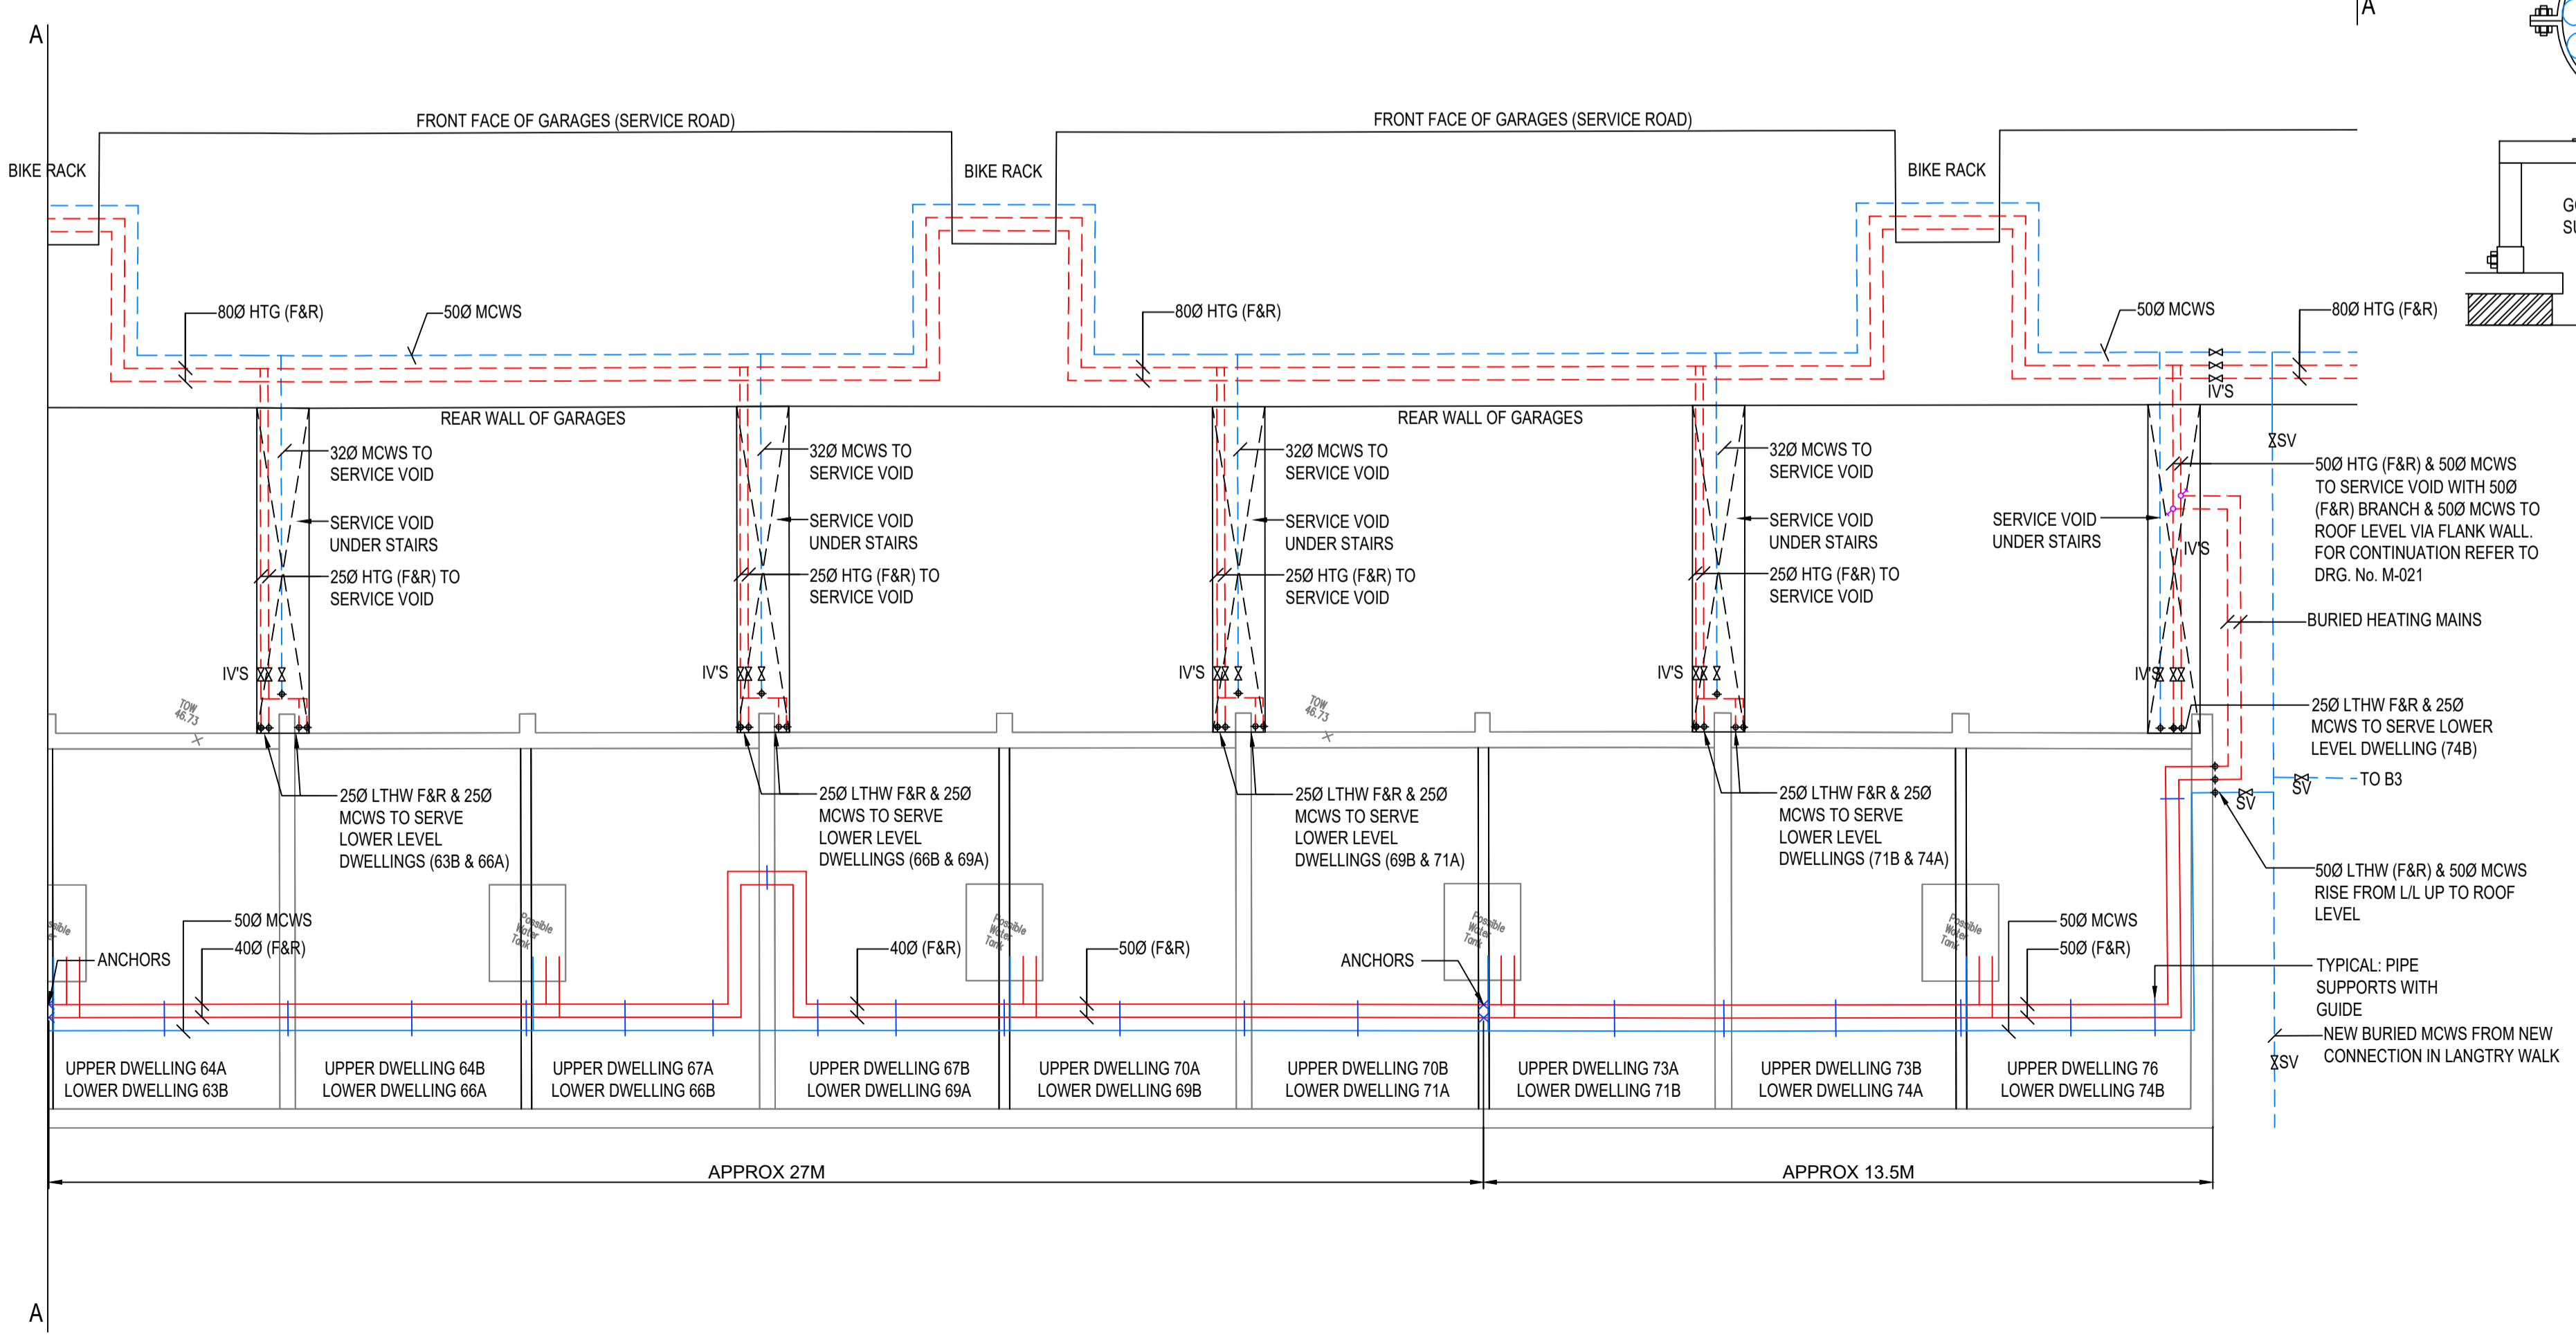 A
A
FRONT FACE OF GARAGES (SERVICE ROAD)
FRONT FACE OF GARAGES (SERVICE ROAD)
BIKE RACK
BIKE RACK
BIKE RACK
80Ø HTG (F&R)
50Ø MCWS
80Ø HTG (F&R)
50Ø MCWS
80Ø HTG (F&R)
IV'S
REAR WALL OF GARAGES
REAR WALL OF GARAGES
SV
32Ø MCWS TO
SERVICE VOID
SERVICE VOID
UNDER STAIRS
25Ø HTG (F&R) TO
SERVICE VOID
32Ø MCWS TO
SERVICE VOID
SERVICE VOID
UNDER STAIRS
25Ø HTG (F&R) TO
SERVICE VOID
32Ø MCWS TO
SERVICE VOID
SERVICE VOID
UNDER STAIRS
25Ø HTG (F&R) TO
SERVICE VOID
32Ø MCWS TO
SERVICE VOID
SERVICE VOID
UNDER STAIRS
25Ø HTG (F&R) TO
SERVICE VOID
SERVICE VOID
UNDER STAIRS
IV'S
50Ø HTG (F&R) & 50Ø MCWS
TO SERVICE VOID WITH 50Ø
(F&R) BRANCH & 50Ø MCWS TO
ROOF LEVEL VIA FLANK WALL.
FOR CONTINUATION REFER TO
DRG. No. M-021
BURIED HEATING MAINS
IV'S
IV'S
IV'S
IV'S
IV'S
TOW
46.73
TOW
46.73
25Ø LTHW F&R & 25Ø
MCWS TO SERVE LOWER
LEVEL DWELLING (74B)
SV
TO B3
SV
25Ø LTHW F&R & 25Ø
MCWS TO SERVE
LOWER LEVEL
DWELLINGS (63B & 66A)
25Ø LTHW F&R & 25Ø
MCWS TO SERVE
LOWER LEVEL
DWELLINGS (66B & 69A)
25Ø LTHW F&R & 25Ø
MCWS TO SERVE
LOWER LEVEL
DWELLINGS (69B & 71A)
25Ø LTHW F&R & 25Ø
MCWS TO SERVE
LOWER LEVEL
DWELLINGS (71B & 74A)
50Ø LTHW (F&R) & 50Ø MCWS
RISE FROM L/L UP TO ROOF
LEVEL
Possible
Water
Tank
Possible
Water
Tank
Possible
Water
Tank
Possible
Water
Tank
50Ø MCWS
40Ø (F&R)
ANCHORS
40Ø (F&R)
50Ø (F&R)
ANCHORS
50Ø MCWS
50Ø (F&R)
TYPICAL: PIPE
SUPPORTS WITH
GUIDE
NEW BURIED MCWS FROM NEW
CONNECTION IN LANGTRY WALK
SV
UPPER DWELLING 64A
LOWER DWELLING 63B
UPPER DWELLING 64B
LOWER DWELLING 66A
UPPER DWELLING 67A
LOWER DWELLING 66B
UPPER DWELLING 67B
LOWER DWELLING 69A
UPPER DWELLING 70A
LOWER DWELLING 69B
UPPER DWELLING 70B
LOWER DWELLING 71A
UPPER DWELLING 73A
LOWER DWELLING 71B
UPPER DWELLING 73B
LOWER DWELLING 74A
UPPER DWELLING 76
LOWER DWELLING 74B
APPROX 27M
APPROX 13.5M
A